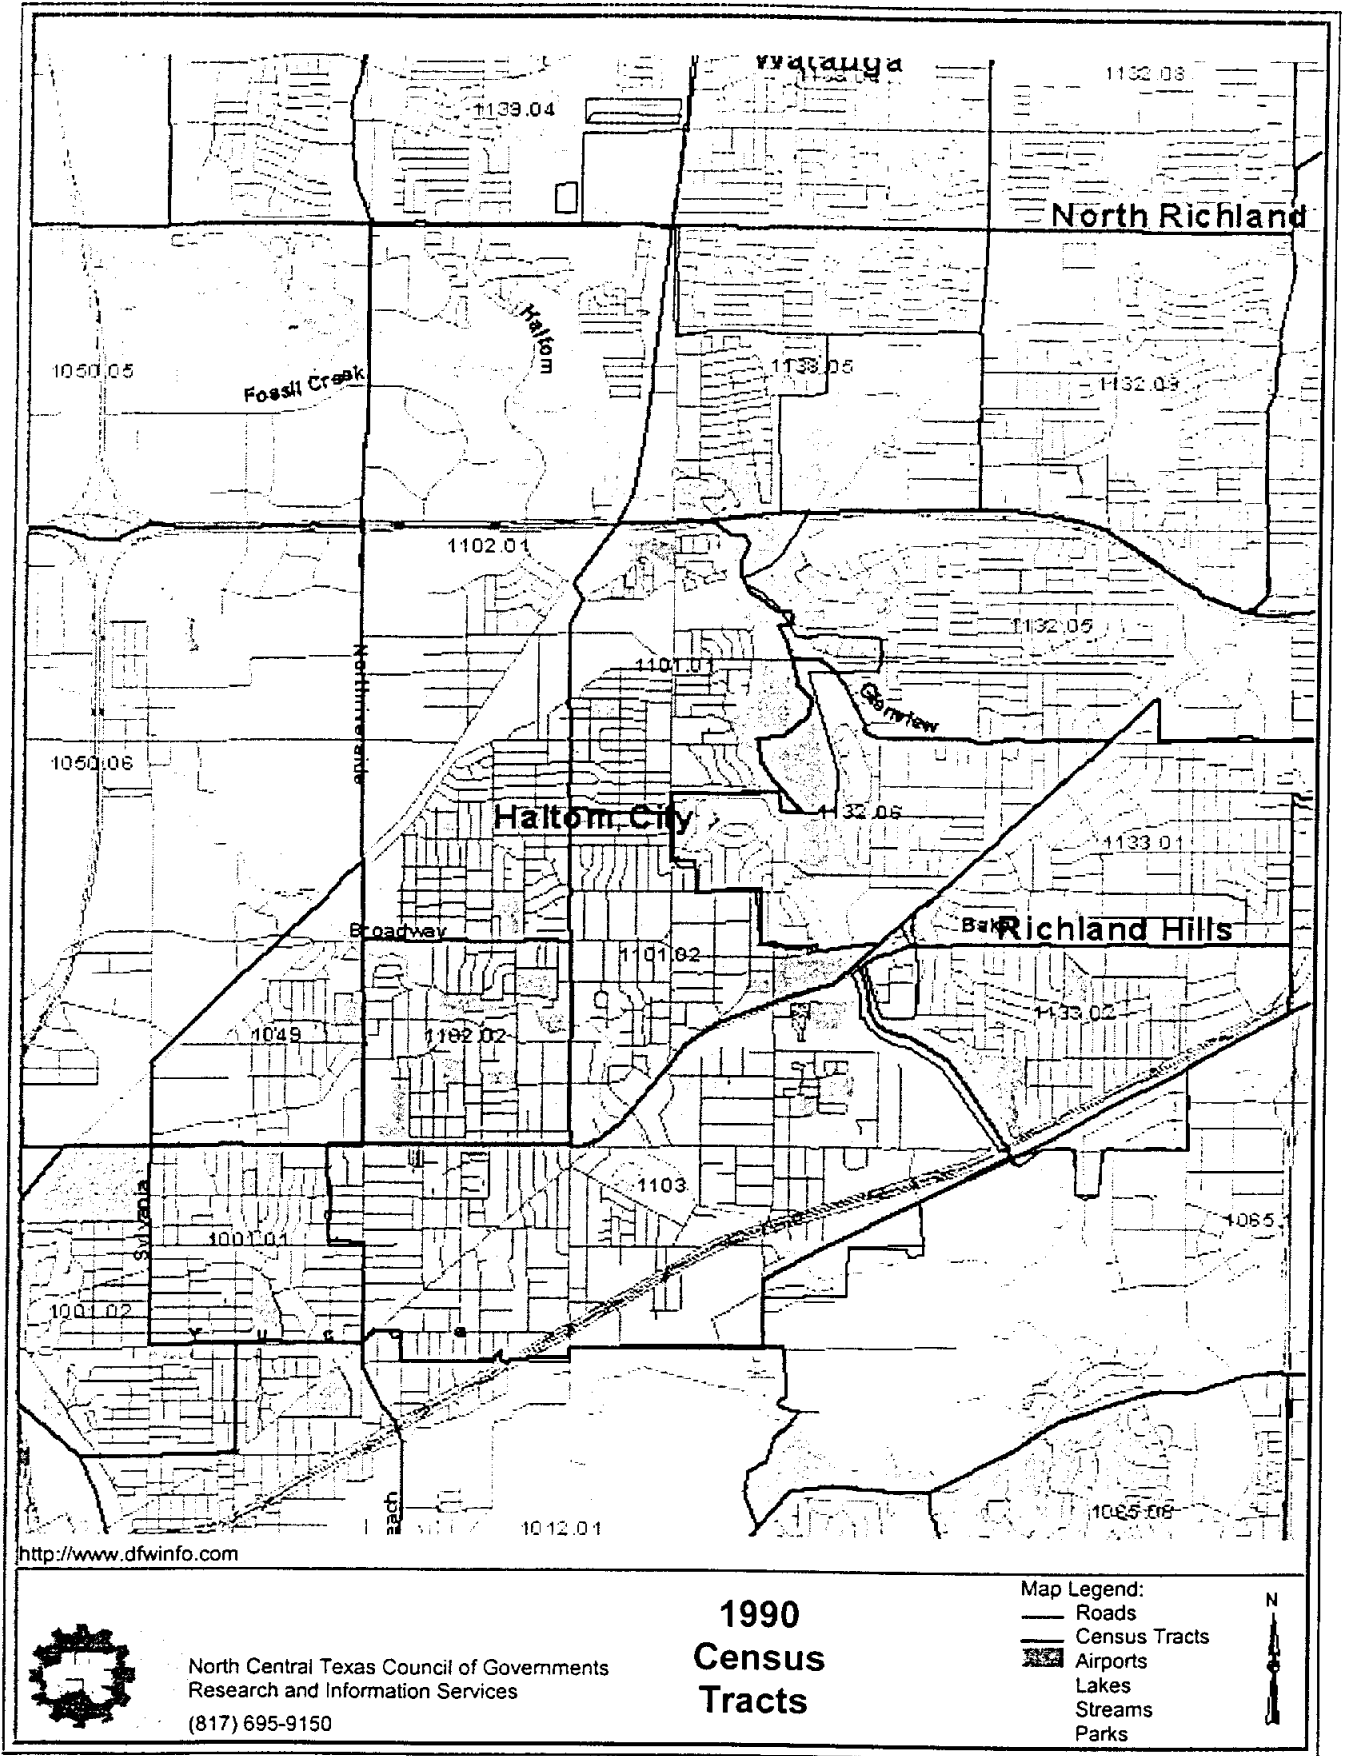 Watauga
1132.08
1139.04
North Richland
Haltom
1050.05
Fossil Creek
1138.05
1132.09
1102.01
1132.05
1101.01
Glenview
1050.06
Haltom City
1132.06
1133.01
Broadway
Richland Hills
1101.02
1049
1102.02
1133.02
1103
Sylvania
1001.01
1065.
1001.02
each
1012.01
1065.08
http://www.dfwinfo.com
North Central Texas Council of Governments
Research and Information Services
(817) 695-9150
1990
Census
Tracts
Map Legend:
Roads
Census Tracts
Airports
Lakes
Streams
Parks
N